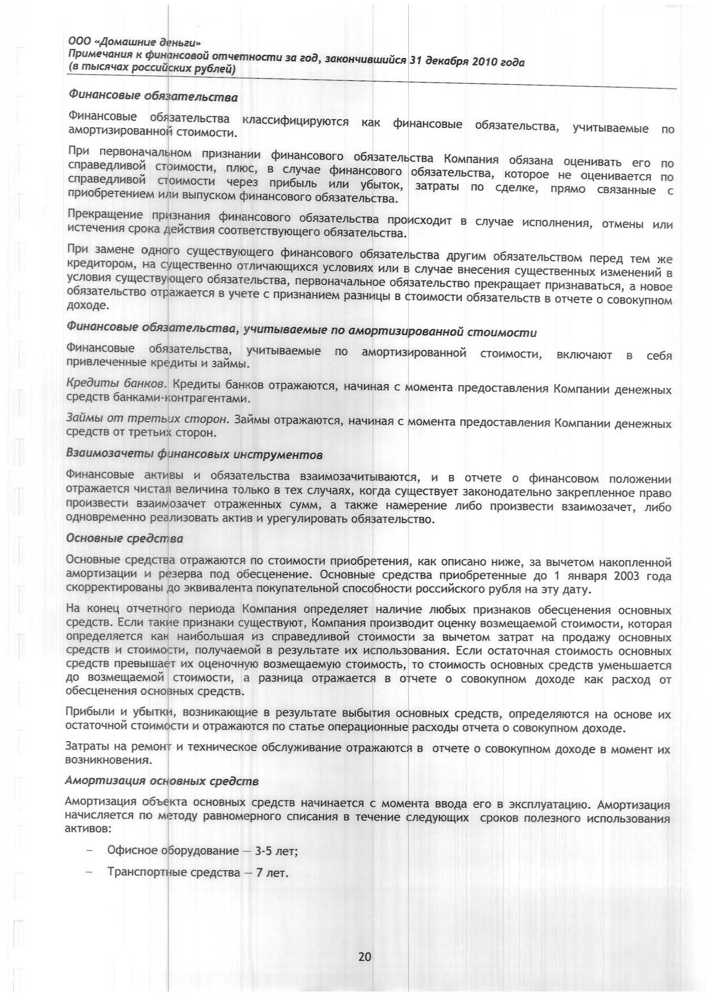 ООО «Домашние деньги»
Примечания к финансовой отчетности за год, закончившийся 31 декабря 2010 года
(в тысячах российских рублей)
Финансовые обязательства
Финансовые обязательства классифицируются как финансовые обязательства, учитываемые по
амортизированной стоимости.
При первоначальном признании финансового обязательства Компания обязана оценивать его по
справедливой стоимости, плюс, в случае финансового обязательства, которое не оценивается по
справедливой стоимости через прибыль или убыток, затраты по сделке, прямо связанные с
приобретением или выпуском финансового обязательства.
Прекращение признания финансового обязательства происходит в случае исполнения, отмены или
истечения срока действия соответствующего обязательства.
При замене одного существующего финансового обязательства другим обязательством перед тем же
кредитором, на существенно отличающихся условиях или в случае внесения существенных изменений в
условия существующего обязательства, первоначальное обязательство прекращает признаваться, а новое
обязательство отражается в учете с признанием разницы в стоимости обязательств в отчете о совокупном
доходе.
Финансовые обязательства, учитываемые по амортизированной стоимости
Финансовые обязательства, учитываемые по амортизированной стоимости, включают в себя
привлеченные кредиты и займы.
Кредиты банков. Кредиты банков отражаются, начиная с момента предоставления Компании денежных
средств банками-контрагентами.
Займы от третьих сторон. Займы отражаются, начиная с момента предоставления Компании денежных
средств от третьих сторон.
Взаимозачеты финансовых инструментов
Финансовые активы и обязательства взаимозачитываются, и в отчете о финансовом положении
отражается чистая величина только в тех случаях, когда существует законодательно закрепленное право
произвести взаимозачет отраженных сумм, а также намерение либо произвести взаимозачет, либо
одновременно реализовать актив и урегулировать обязательство.
Основные средства
Основные средства отражаются по стоимости приобретения, как описано ниже, за вычетом накопленной
амортизации и резерва под обесценение. Основные средства приобретенные до 1 января 2003 года
скорректированы до эквивалента покупательной способности российского рубля на эту дату.
На конец отчетного периода Компания определяет наличие любых признаков обесценения основных
средств. Если такие признаки существуют, Компания производит оценку возмещаемой стоимости, которая
определяется как наибольшая из справедливой стоимости за вычетом затрат на продажу основных
средств и стоимости, получаемой в результате их использования. Если остаточная стоимость основных
средств превышает их оценочную возмещаемую стоимость, то стоимость основных средств уменьшается
до возмещаемой стоимости, а разница отражается в отчете о совокупном доходе как расход от
обесценения основных средств.
Прибыли и убытки, возникающие в результате выбытия основных средств, определяются на основе их
остаточной стоимости и отражаются по статье операционные расходы отчета о совокупном доходе.
Затраты на ремонт и техническое обслуживание отражаются в отчете о совокупном доходе в момент их
возникновения.
Амортизация основных средств
Амортизация объекта основных средств начинается с момента ввода его в эксплуатацию. Амортизация
начисляется по методу равномерного списания в течение следующих сроков полезного использования
активов:
– Офисное оборудование — 3-5 лет;
– Транспортные средства — 7 лет.
20